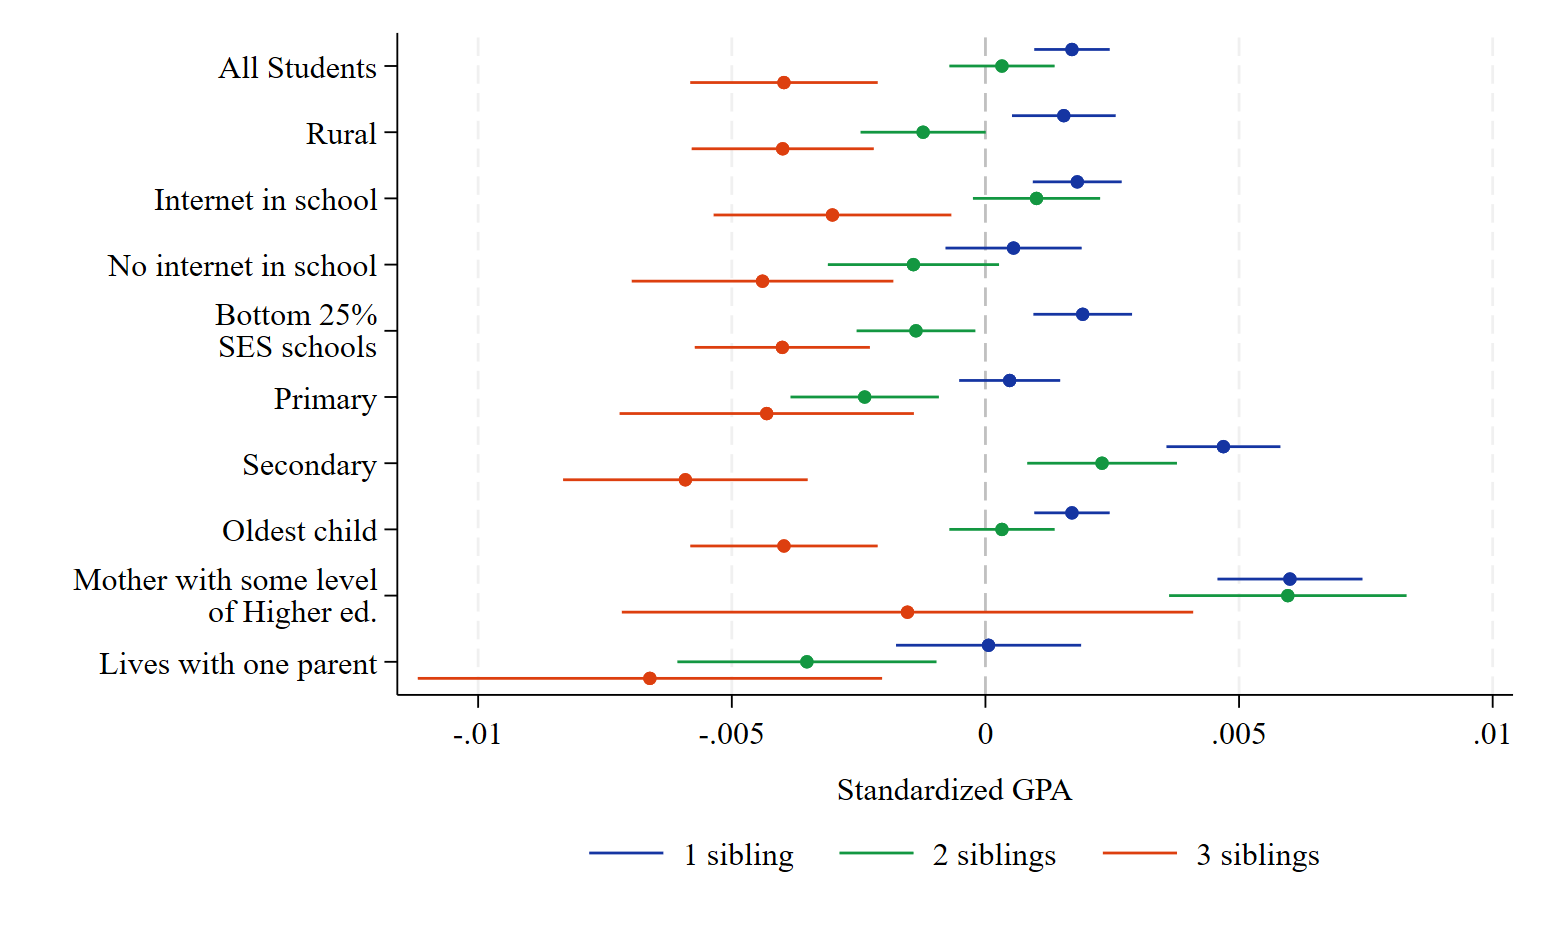 All Students
Rural
Internet in school
No internet in school
Bottom 25%
SES schools
Primary
Secondary
Oldest child
Mother with some level
of Higher ed.
Lives with one parent
-.01 -.005 0 .005 .01
Standardized GPA
1 sibling 2 siblings 3 siblings